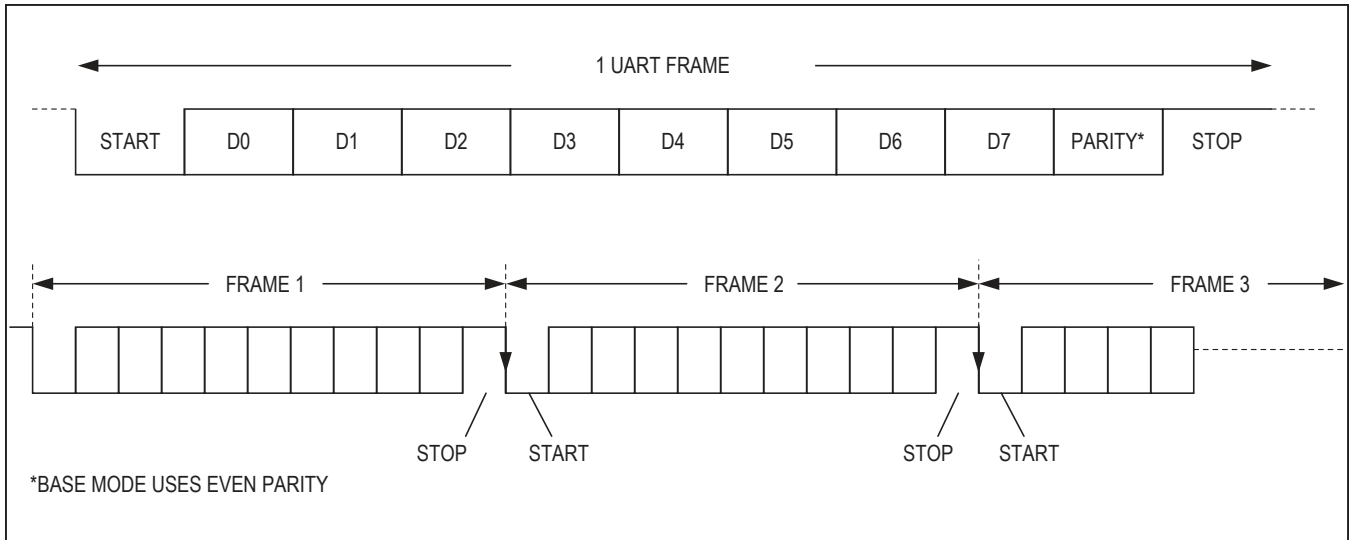 1 UART FRAME
START D0 D1 D2 D3 D4 D5 D6 D7 PARITY* STOP
FRAME 1 FRAME 2 FRAME 3
STOP START STOP START
*BASE MODE USES EVEN PARITY